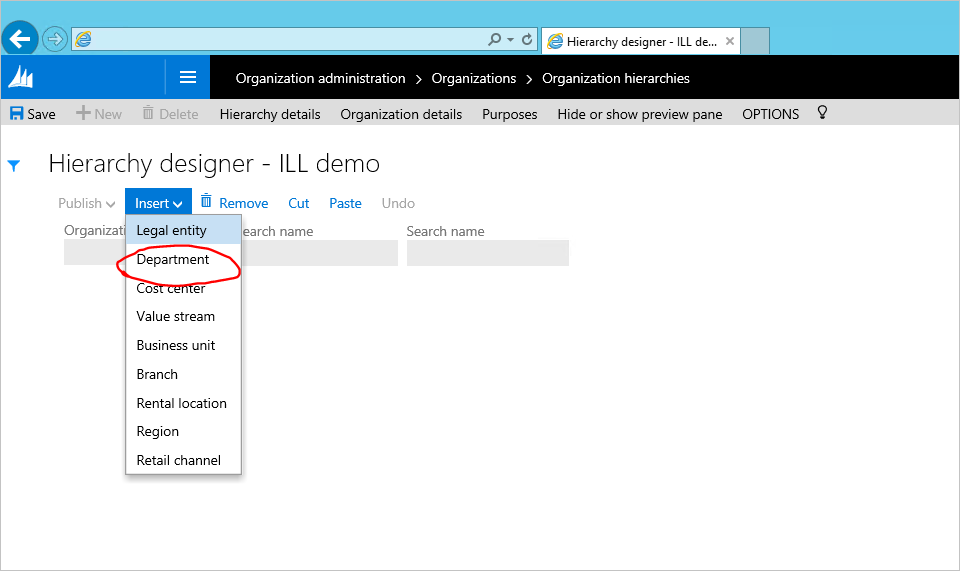 Hierarchy designer - ILL de...
Organization administration > Organizations > Organization hierarchies
Save New Delete Hierarchy details Organization details Purposes Hide or show preview pane OPTIONS
Hierarchy designer - ILL demo
Publish Insert Remove Cut Paste Undo
Organizati earch name Search name
Legal entity
Department
Cost center
Value stream
Business unit
Branch
Rental location
Region
Retail channel